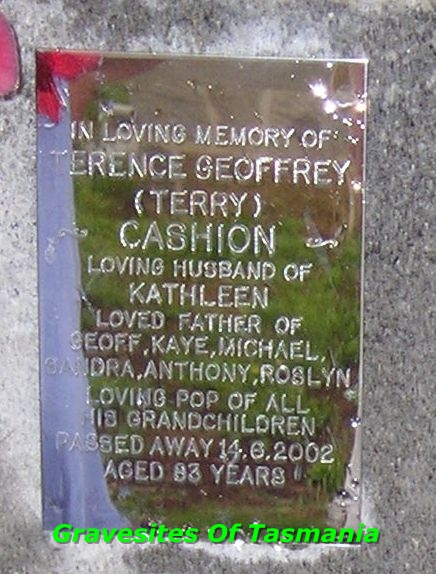 IN LOVING MEMORY OF
TERENCE GEOFFREY
(TERRY)
CASHION
LOVING HUSBAND OF
KATHLEEN
LOVED FATHER OF
GEOFF, KAYE, MICHAEL,
SANDRA, ANTHONY, ROSLYN
LOVING POP OF ALL
HIS GRANDCHILDREN
PASSED AWAY 14.6.2002
AGED 83 YEARS
Gravesites Of Tasmania